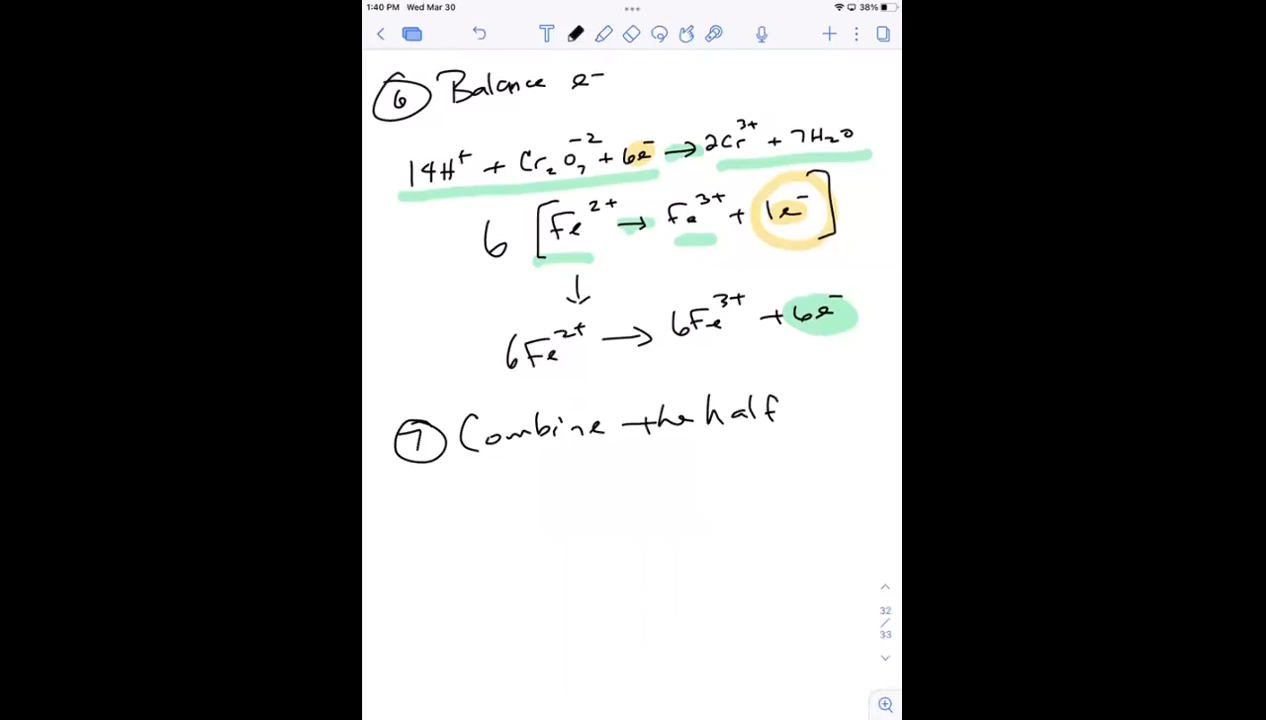 1:40 PM Wed Mar 30 38%
6 Balance e⁻
14H⁺ + Cr₂O₇⁻² + 6e⁻ → 2Cr³⁺ + 7H₂O
6 [Fe²⁺ → Fe³⁺ + 1e⁻]
↓
6Fe²⁺ → 6Fe³⁺ + 6e⁻
7 Combine the half
32
/
33